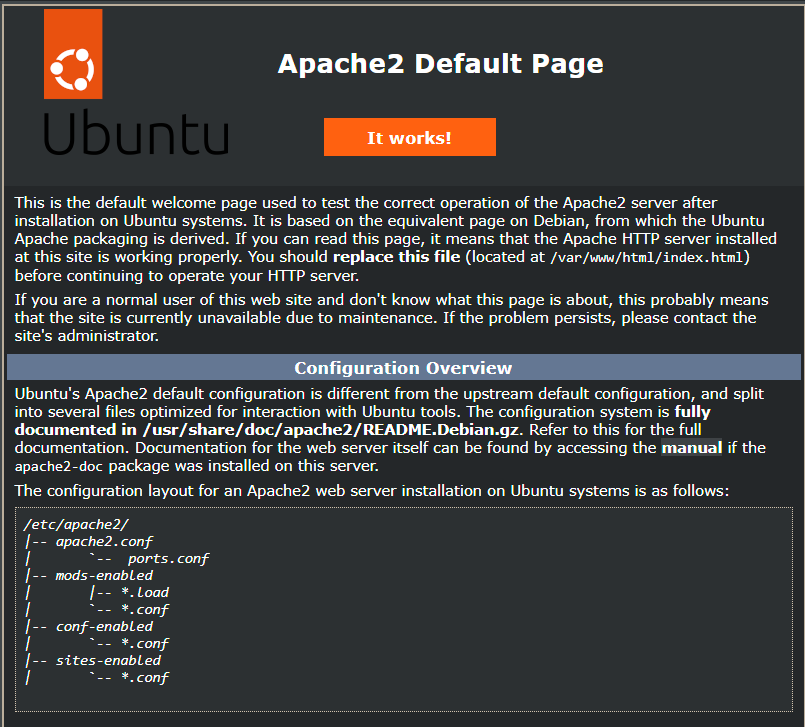 Ubuntu
Apache2 Default Page
It works!
This is the default welcome page used to test the correct operation of the Apache2 server after
installation on Ubuntu systems. It is based on the equivalent page on Debian, from which the Ubuntu
Apache packaging is derived. If you can read this page, it means that the Apache HTTP server installed
at this site is working properly. You should replace this file (located at /var/www/html/index.html)
before continuing to operate your HTTP server.
If you are a normal user of this web site and don't know what this page is about, this probably means
that the site is currently unavailable due to maintenance. If the problem persists, please contact the
site's administrator.
Configuration Overview
Ubuntu's Apache2 default configuration is different from the upstream default configuration, and split
into several files optimized for interaction with Ubuntu tools. The configuration system is fully
documented in /usr/share/doc/apache2/README.Debian.gz. Refer to this for the full
documentation. Documentation for the web server itself can be found by accessing the manual if the
apache2-doc package was installed on this server.
The configuration layout for an Apache2 web server installation on Ubuntu systems is as follows:
/etc/apache2/
|-- apache2.conf
|       `--  ports.conf
|-- mods-enabled
|       |-- *.load
|       `-- *.conf
|-- conf-enabled
|       `-- *.conf
|-- sites-enabled
|       `-- *.conf